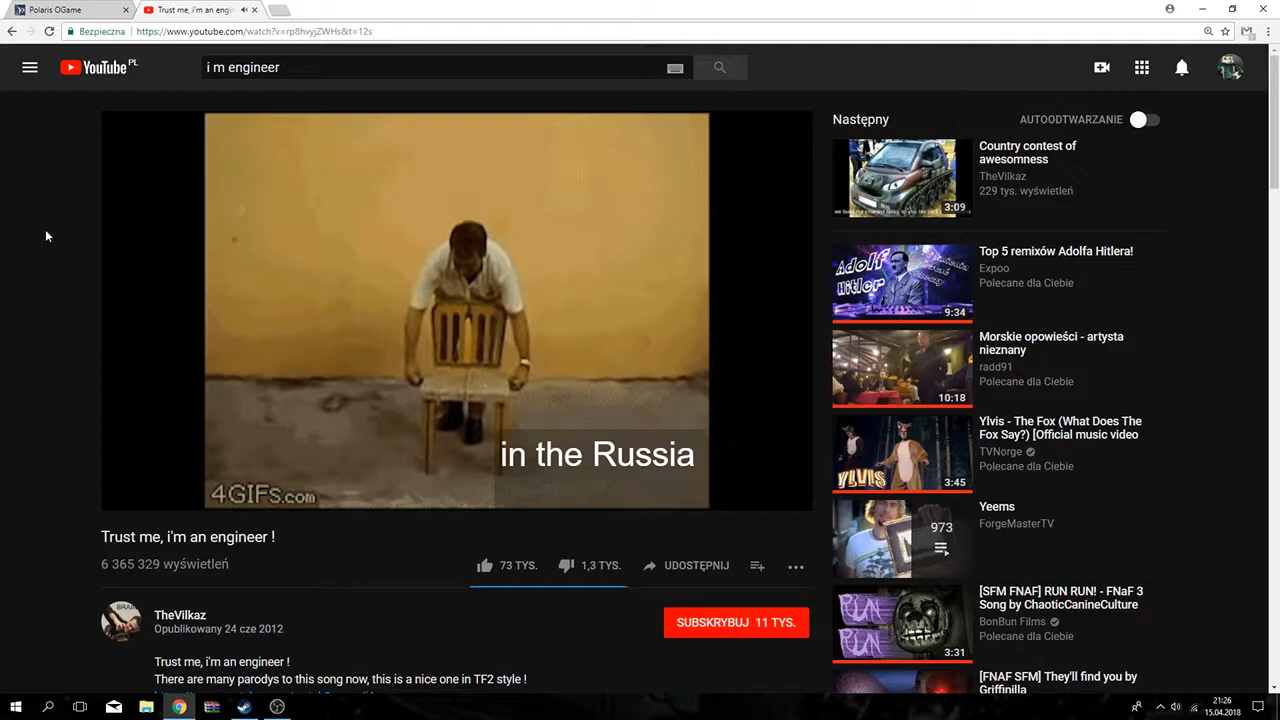 Polaris OGame
Trust me, i'm an engin
Bezpieczna
https://www.youtube.com/watch?v=rp8hvyjZWHs&t=12s
YouTube PL
i m engineer
in the Russia
4GIFs.com
Trust me, i'm an engineer !
6 365 329 wyświetleń
73 TYS.
1,3 TYS.
UDOSTĘPNIJ
TheVilkaz
Opublikowany 24 cze 2012
SUBSKRYBUJ 11 TYS.
Trust me, i'm an engineer !
There are many parodys to this song now, this is a nice one in TF2 style !
Następny
AUTOODTWARZANIE
3:09
Country contest of
awesomness
TheVilkaz
229 tys. wyświetleń
Adolf
Hitler
9:34
Top 5 remixów Adolfa Hitlera!
Expoo
Polecane dla Ciebie
10:18
Morskie opowieści - artysta
nieznany
radd91
Polecane dla Ciebie
YLVIS
3:45
Ylvis - The Fox (What Does The
Fox Say?) [Official music video
TVNorge
Polecane dla Ciebie
973
Yeems
ForgeMasterTV
RUN
RUN
3:31
[SFM FNAF] RUN RUN! - FNaF 3
Song by ChaoticCanineCulture
BonBun Films
Polecane dla Ciebie
[FNAF SFM] They'll find you by
Griffinilla
21:26
15.04.2018